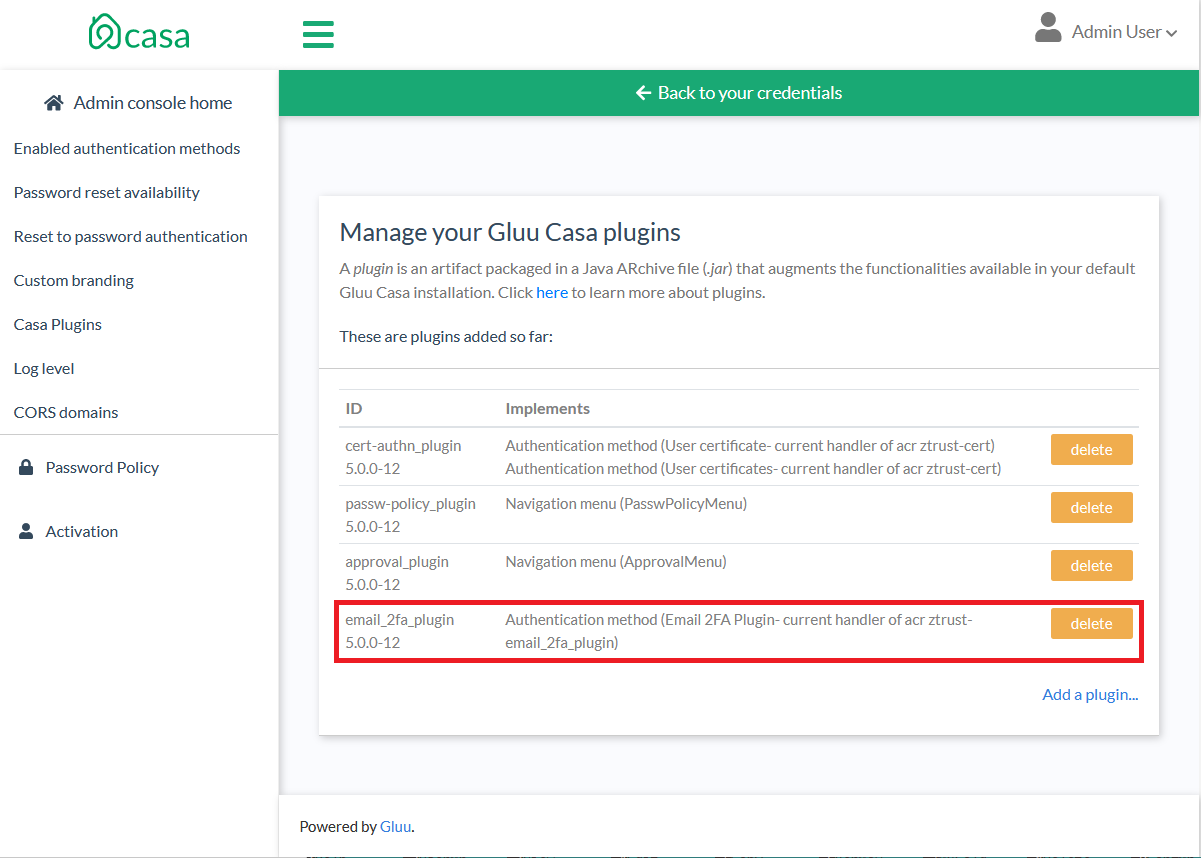 casa
Admin User
Admin console home
Enabled authentication methods
Password reset availability
Reset to password authentication
Custom branding
Casa Plugins
Log level
CORS domains
Password Policy
Activation
Back to your credentials
Manage your Gluu Casa plugins
A plugin is an artifact packaged in a Java ARchive file (.jar) that augments the functionalities available in your default
Gluu Casa installation. Click here to learn more about plugins.
These are plugins added so far:
ID Implements
cert-authn_plugin Authentication method (User certificate- current handler of acr ztrust-cert) delete
5.0.0-12 Authentication method (User certificates- current handler of acr ztrust-cert)
passw-policy_plugin Navigation menu (PasswPolicyMenu) delete
5.0.0-12
approval_plugin Navigation menu (ApprovalMenu) delete
5.0.0-12
email_2fa_plugin Authentication method (Email 2FA Plugin- current handler of acr ztrust- delete
5.0.0-12 email_2fa_plugin)
Add a plugin...
Powered by Gluu.